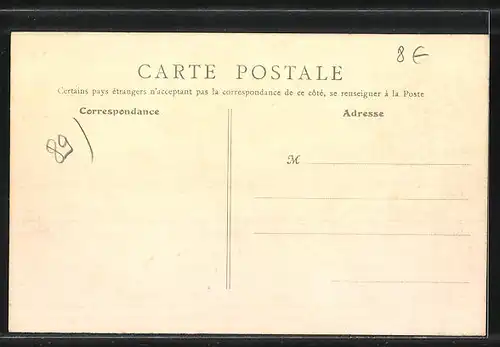 8 €
CARTE POSTALE
Certains pays étrangers n'acceptant pas la correspondance de ce côté, se renseigner à la Poste
Correspondance
Adresse
89)
M